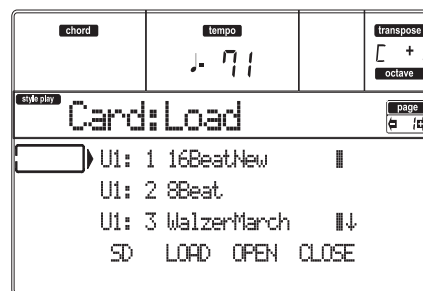 chord
tempo
transpose
♩. 71
[ +
octave
style play
Card:Load
page
U1: 1 16BeatNew
U1: 2 8Beat
U1: 3 WalzerMarch
SD LOAD OPEN CLOSE